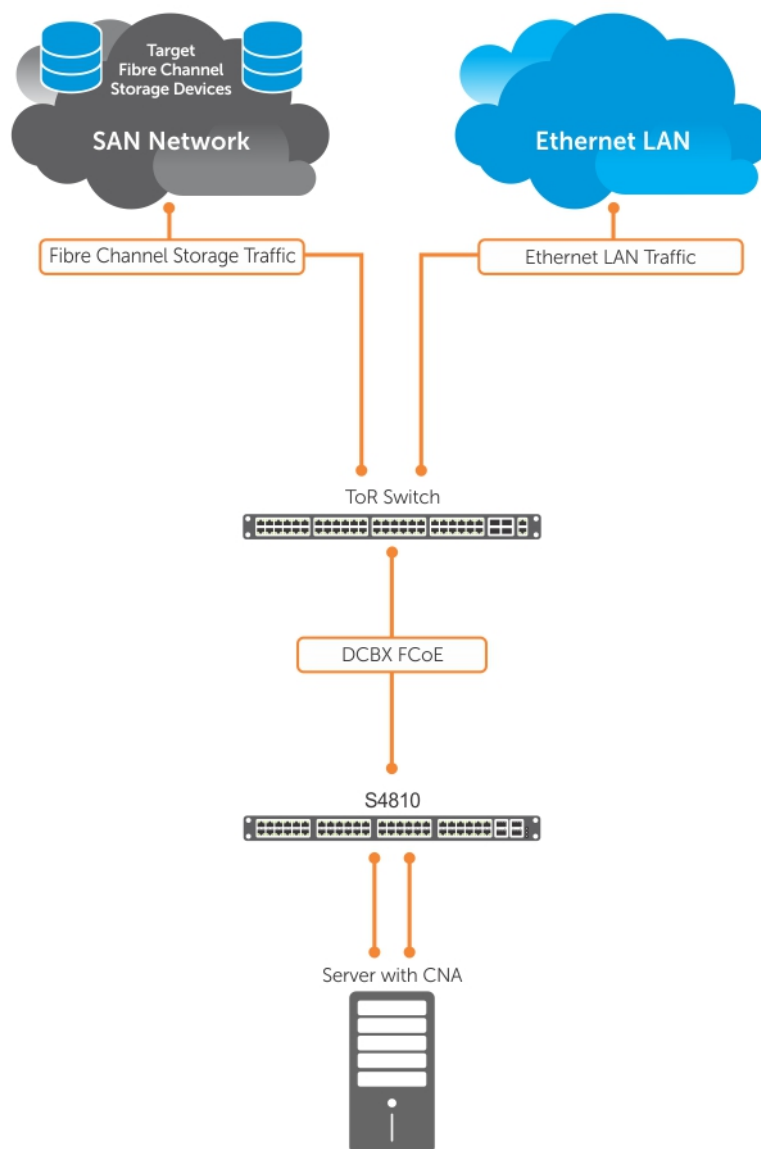 Target
Fibre Channel
Storage Devices
SAN Network
Ethernet LAN
Fibre Channel Storage Traffic
Ethernet LAN Traffic
ToR Switch
DCBX FCoE
S4810
Server with CNA